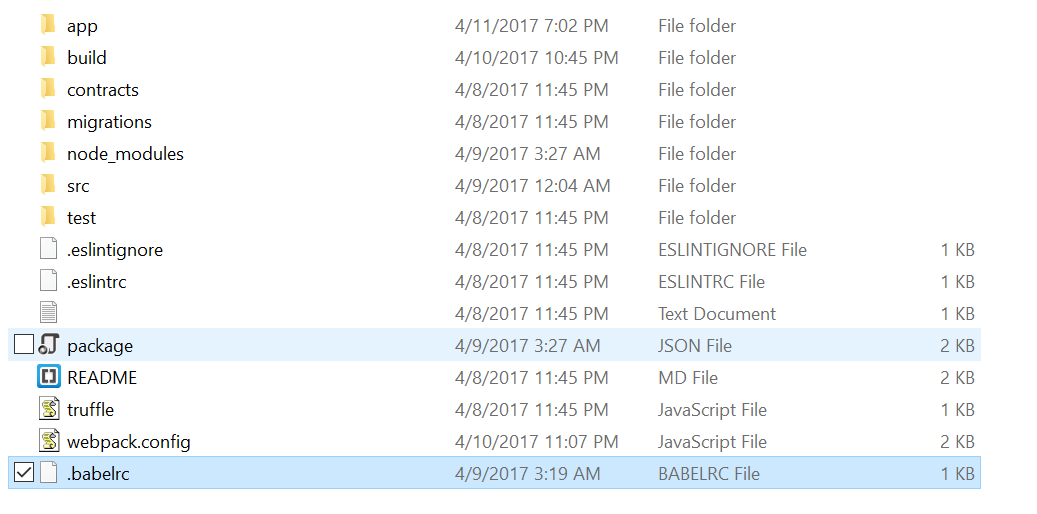 app 4/11/2017 7:02 PM File folder
build 4/10/2017 10:45 PM File folder
contracts 4/8/2017 11:45 PM File folder
migrations 4/8/2017 11:45 PM File folder
node_modules 4/9/2017 3:27 AM File folder
src 4/9/2017 12:04 AM File folder
test 4/8/2017 11:45 PM File folder
.eslintignore 4/8/2017 11:45 PM ESLINTIGNORE File 1 KB
.eslintrc 4/8/2017 11:45 PM ESLINTRC File 1 KB
4/8/2017 11:45 PM Text Document 1 KB
package 4/9/2017 3:27 AM JSON File 2 KB
README 4/8/2017 11:45 PM MD File 2 KB
truffle 4/8/2017 11:45 PM JavaScript File 1 KB
webpack.config 4/10/2017 11:07 PM JavaScript File 2 KB
.babelrc 4/9/2017 3:19 AM BABELRC File 1 KB